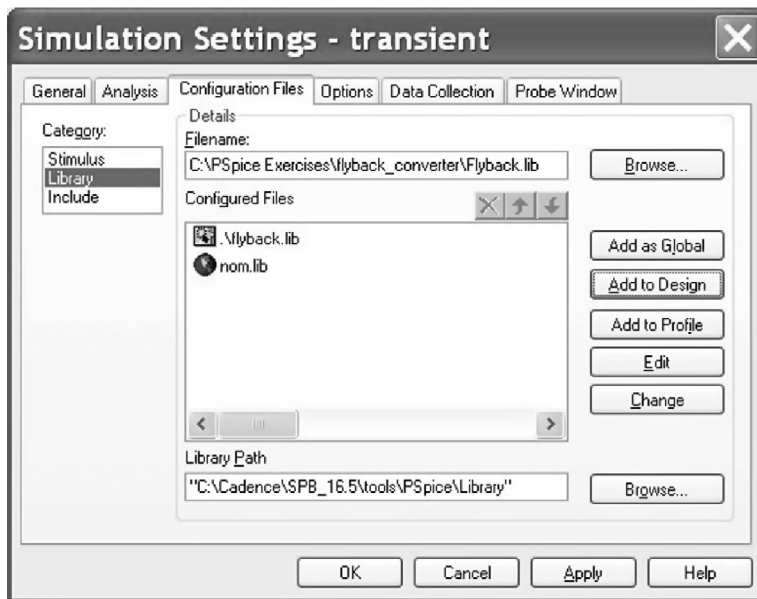 Simulation Settings - transient
General Analysis Configuration Files Options Data Collection Probe Window
Category:
Stimulus
Library
Include
Details
Filename:
C:\PSpice Exercises\flyback_converter\Flyback.lib
Browse...
Configured Files
.\flyback.lib
nom.lib
Add as Global
Add to Design
Add to Profile
Edit
Change
Library Path
"C:\Cadence\SPB_16.5\tools\PSpice\Library"
Browse...
OK Cancel Apply Help